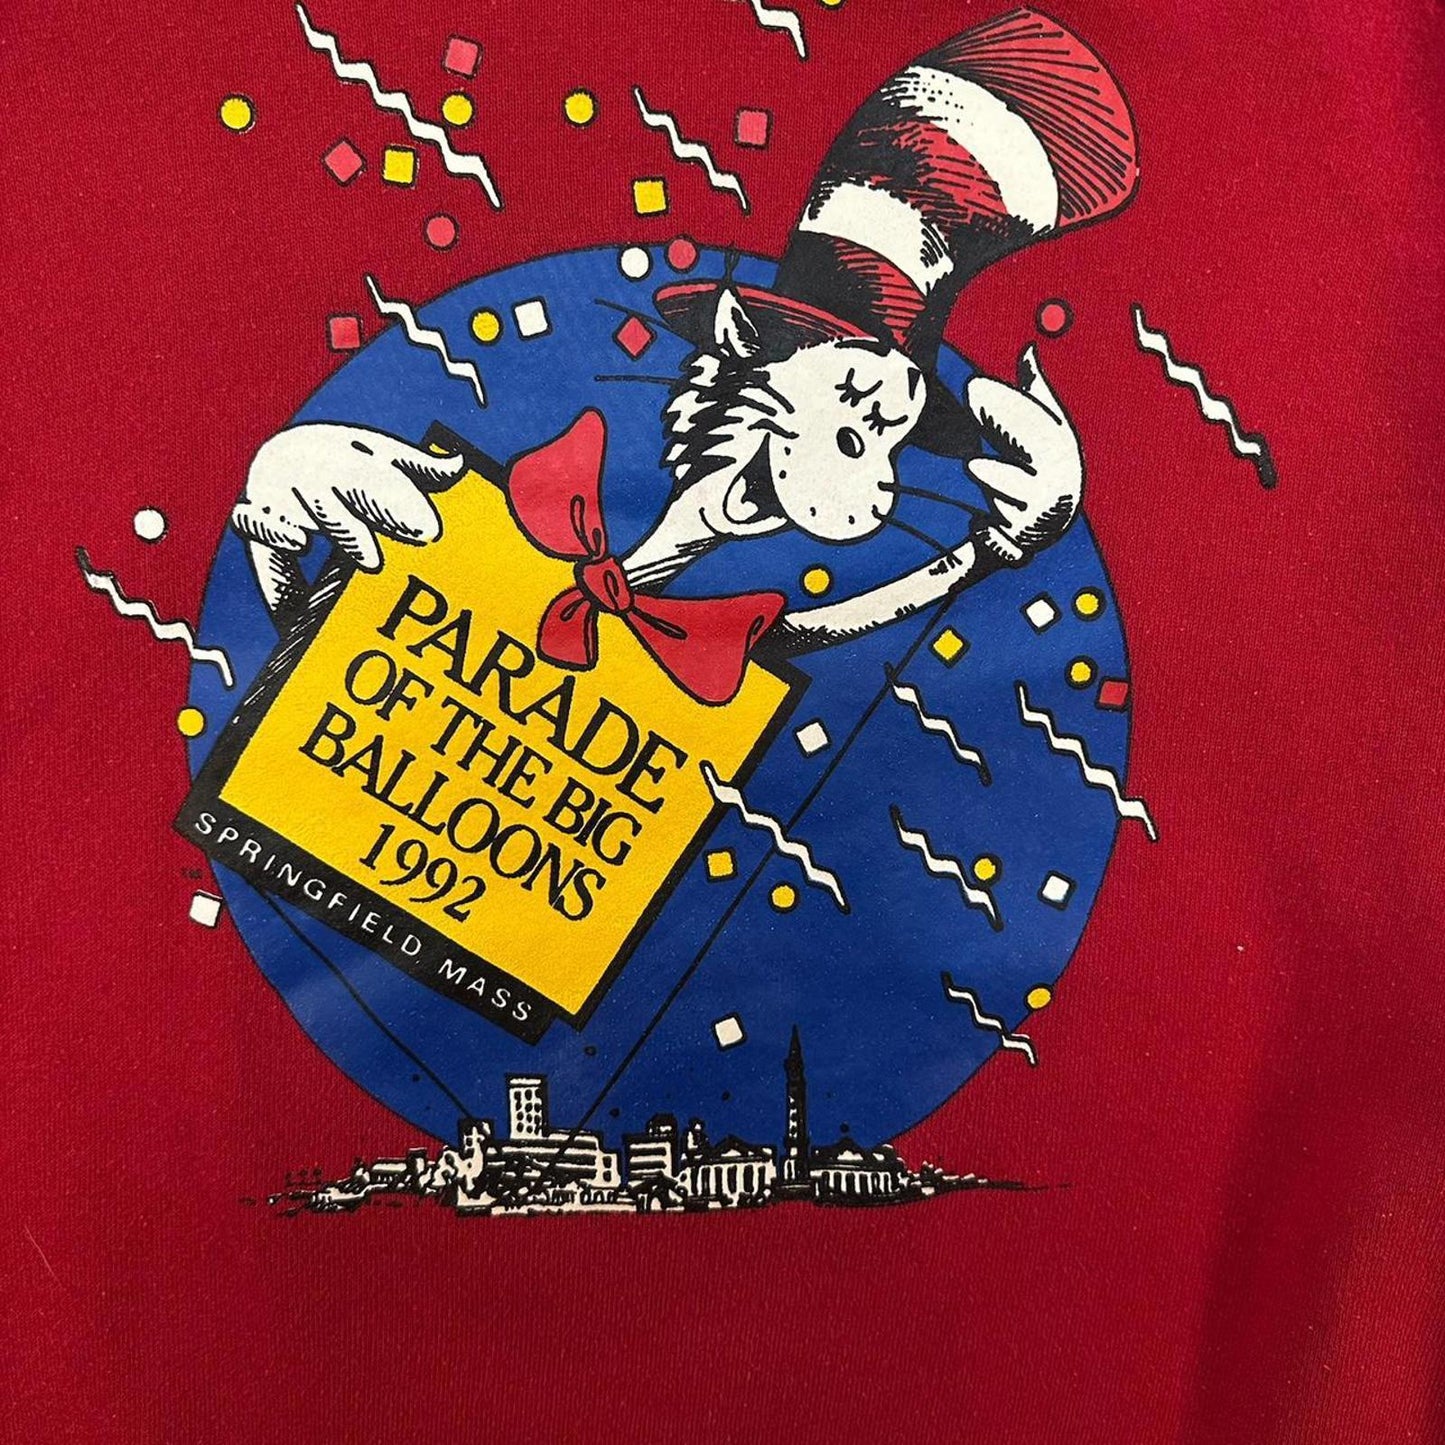 PARADE
OF THE BIG
BALLOONS
1992
SPRINGFIELD, MASS